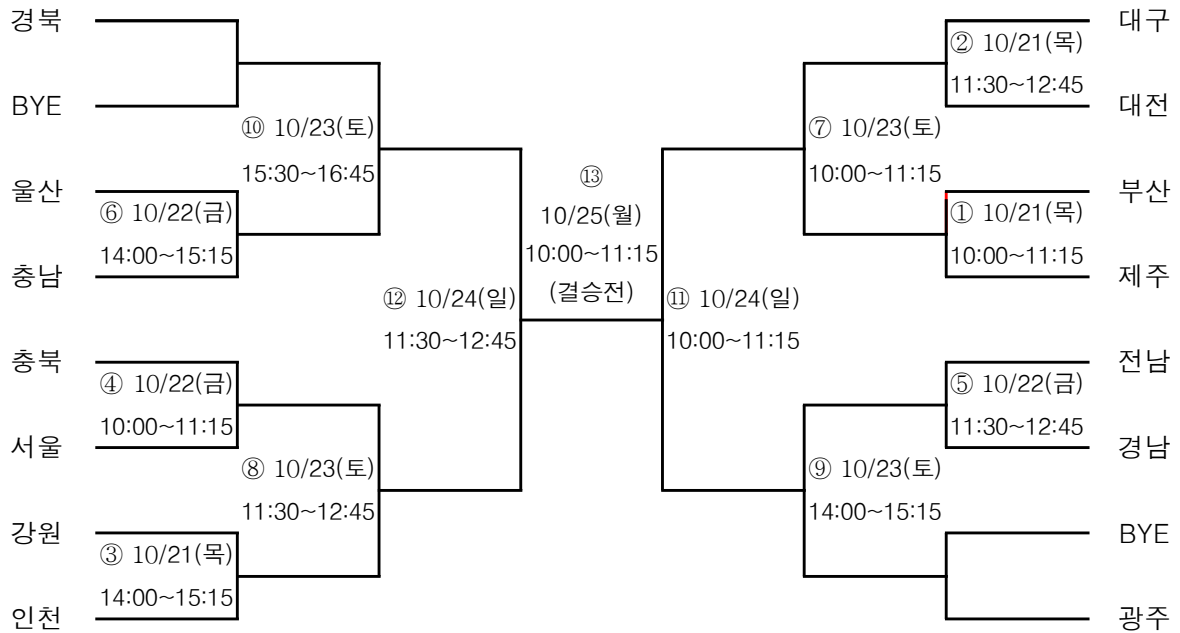 경북
대구
② 10/21(목)
11:30~12:45
BYE
대전
⑩ 10/23(토)
15:30~16:45
⑦ 10/23(토)
10:00~11:15
⑬
10/25(월)
10:00~11:15
(결승전)
울산
부산
⑥ 10/22(금)
14:00~15:15
① 10/21(목)
10:00~11:15
충남
제주
⑫ 10/24(일)
11:30~12:45
⑪ 10/24(일)
10:00~11:15
충북
전남
④ 10/22(금)
10:00~11:15
⑤ 10/22(금)
11:30~12:45
서울
경남
⑧ 10/23(토)
11:30~12:45
⑨ 10/23(토)
14:00~15:15
강원
BYE
③ 10/21(목)
14:00~15:15
인천
광주